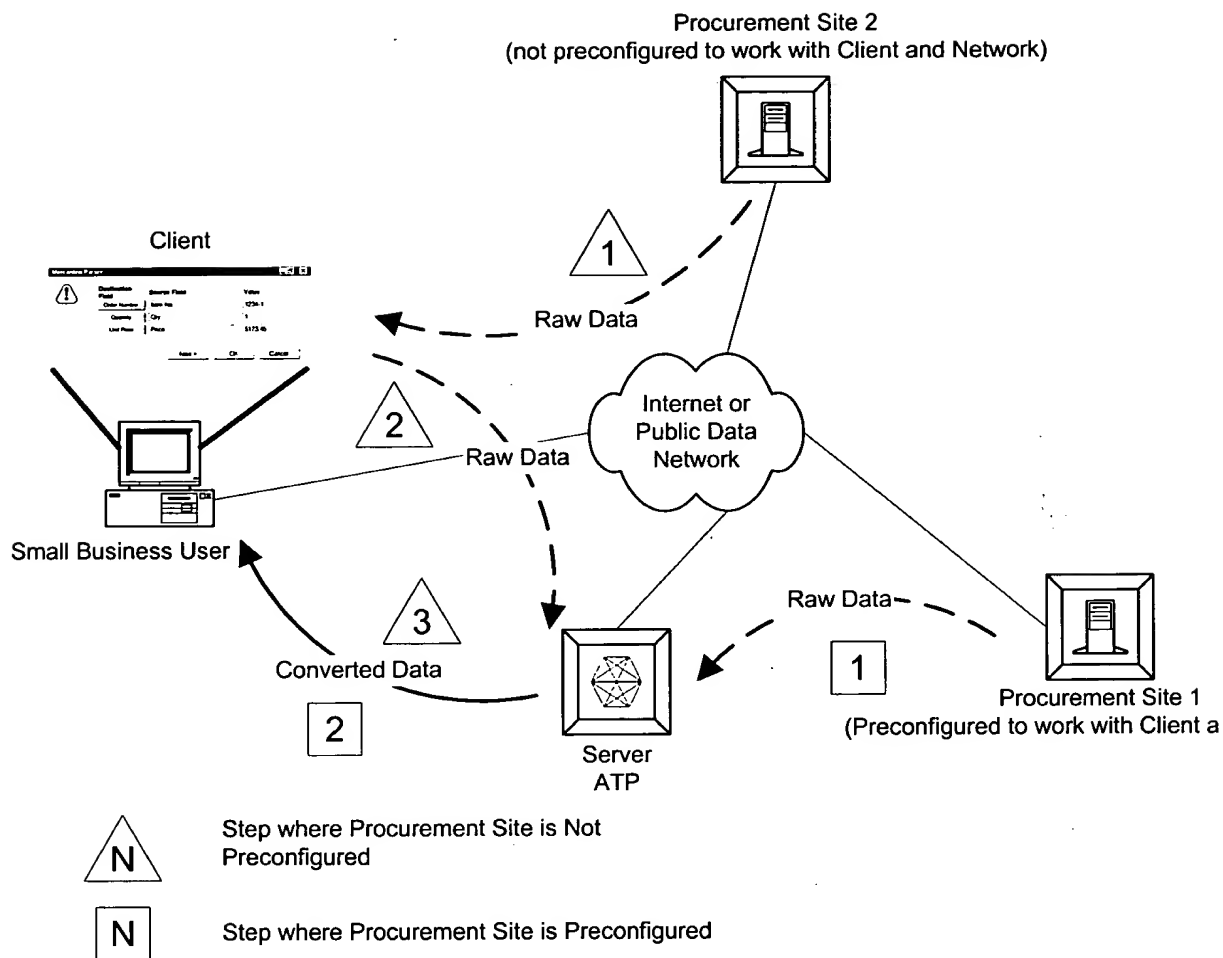 Procurement Site 2
(not preconfigured to work with Client and Network)
Client
Destination
Field
Source Field
Value
Order Number
Item No
1234-1
Quantity
Qty
1
Unit Price
Price
Next >
OK
Cancel
1
Raw Data
2
Raw Data
Internet or
Public Data
Network
Small Business User
3
Converted Data
2
Raw Data
1
Server
ATP
Procurement Site 1
(Preconfigured to work with Client a
N
Step where Procurement Site is Not
Preconfigured
N
Step where Procurement Site is Preconfigured